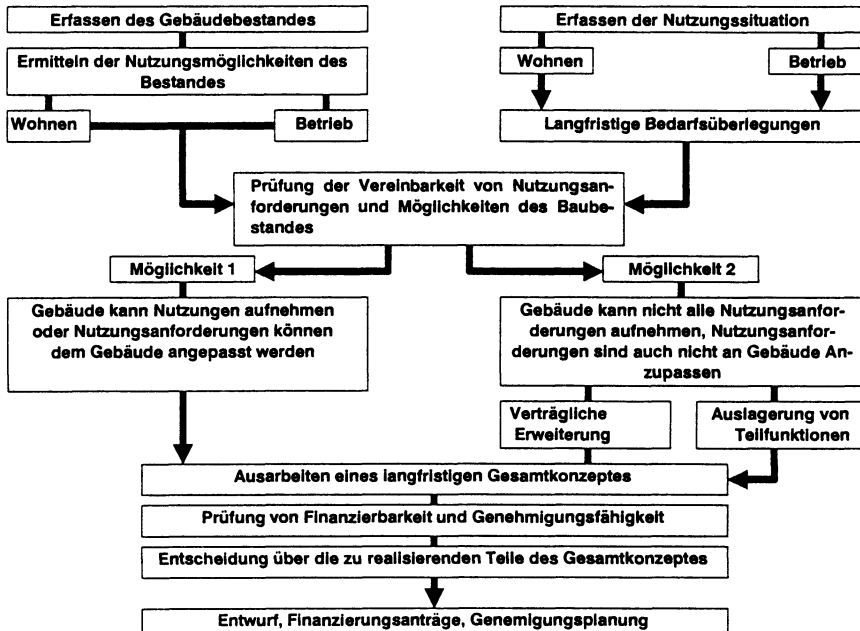 Erfassen des Gebäudebestandes
Erfassen der Nutzungssituation
Ermitteln der Nutzungsmöglichkeiten des
Bestandes
Wohnen
Betrieb
Wohnen
Betrieb
Langfristige Bedarfsüberlegungen
Prüfung der Vereinbarkeit von Nutzungsan-
forderungen und Möglichkeiten des Baube-
standes
Möglichkeit 1
Möglichkeit 2
Gebäude kann Nutzungen aufnehmen
oder Nutzungsanforderungen können
dem Gebäude angepasst werden
Gebäude kann nicht alle Nutzungsanfor-
derungen aufnehmen, Nutzungsanfor-
derungen sind auch nicht an Gebäude An-
zupassen
Verträgliche
Erweiterung
Auslagerung von
Teilfunktionen
Ausarbeiten eines langfristigen Gesamtkonzeptes
Prüfung von Finanzierbarkeit und Genehmigungsfähigkeit
Entscheidung über die zu realisierenden Teile des Gesamtkonzeptes
Entwurf, Finanzierungsanträge, Genemigungsplanung